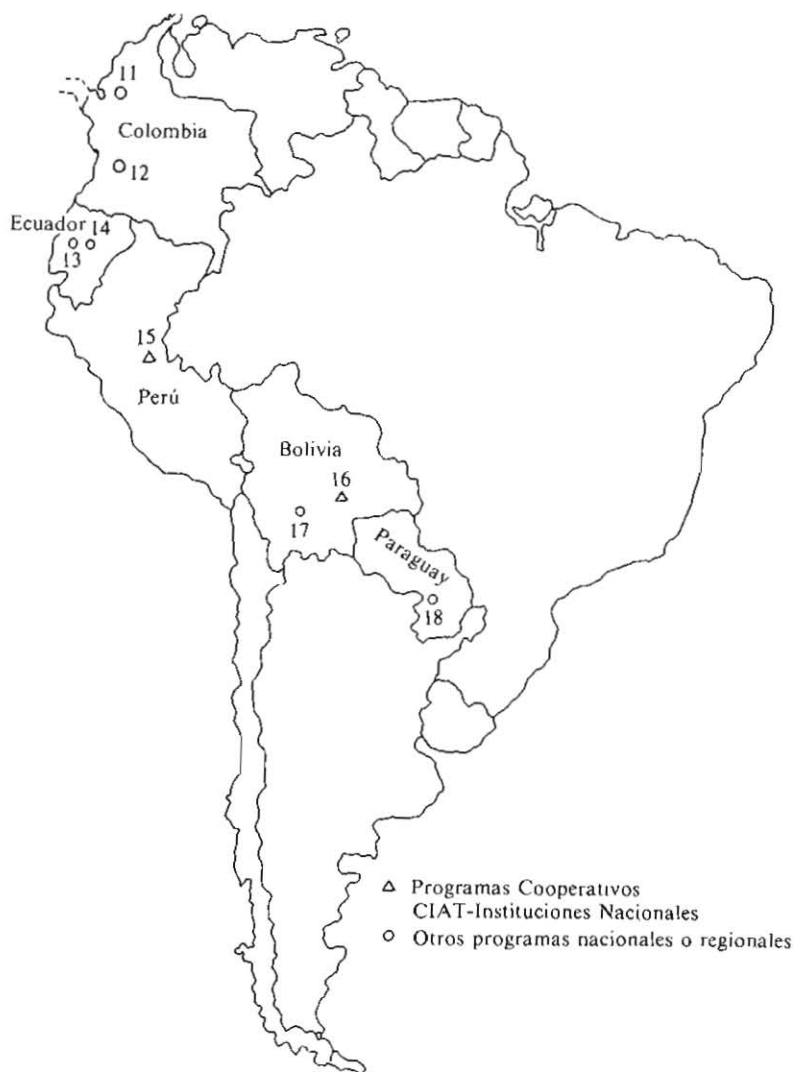 11
Colombia
12
Ecuador
14
13
15
Perú
Bolivia
16
17
Paraguay
18
△ Programas Cooperativos
CIAT-Instituciones Nacionales
○ Otros programas nacionales o regionales